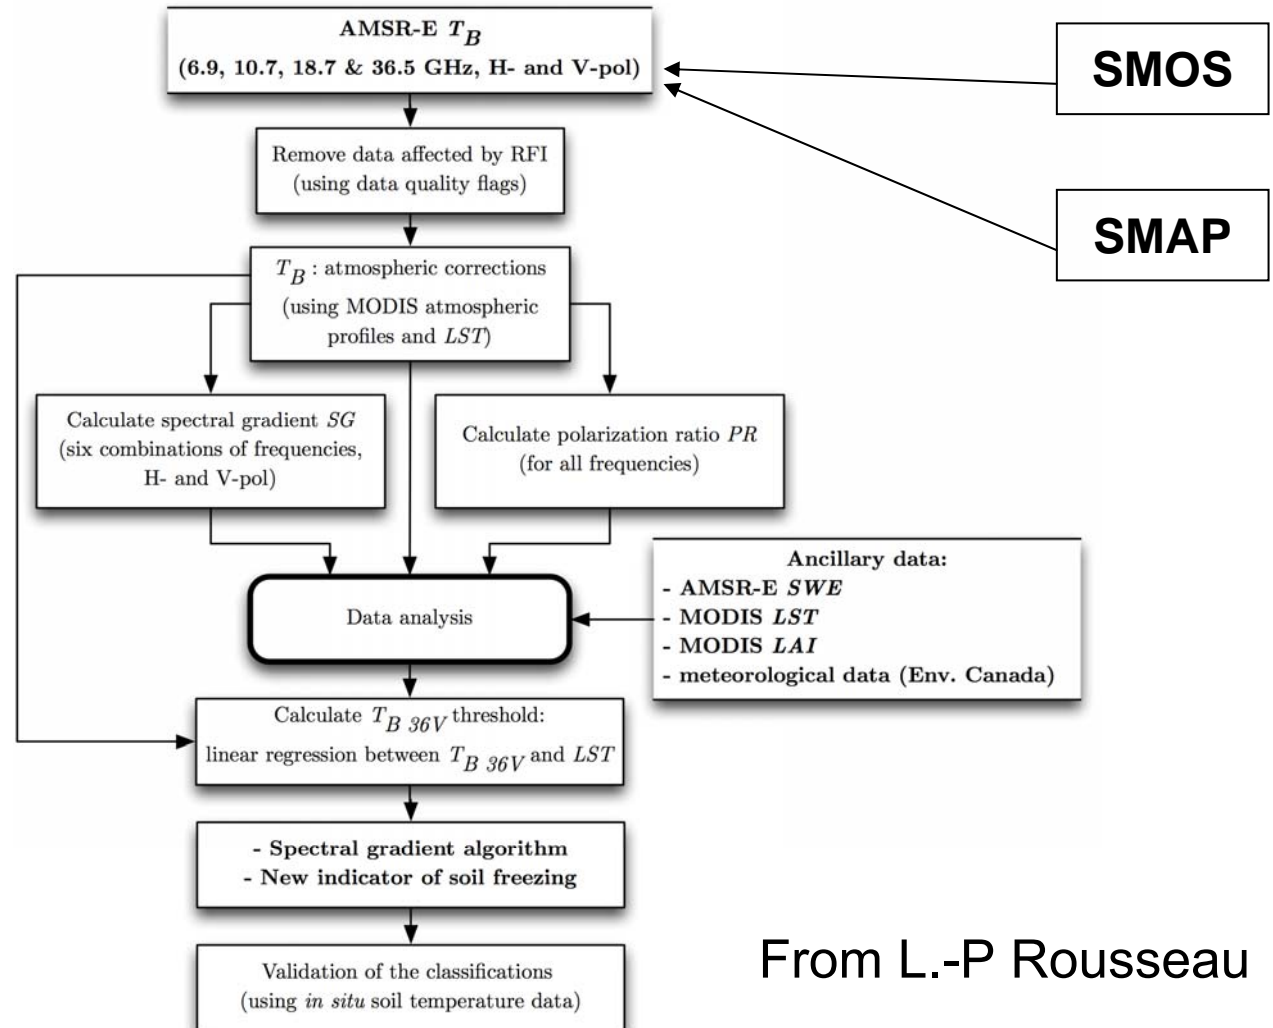 AMSR-E T_B
(6.9, 10.7, 18.7 & 36.5 GHz, H- and V-pol)
SMOS
SMAP
Remove data affected by RFI
(using data quality flags)
T_B : atmospheric corrections
(using MODIS atmospheric
profiles and LST)
Calculate spectral gradient SG
(six combinations of frequencies,
H- and V-pol)
Calculate polarization ratio PR
(for all frequencies)
Data analysis
Ancillary data:
- AMSR-E SWE
- MODIS LST
- MODIS LAI
- meteorological data (Env. Canada)
Calculate T_B 36V threshold:
linear regression between T_B 36V and LST
- Spectral gradient algorithm
- New indicator of soil freezing
Validation of the classifications
(using in situ soil temperature data)
From L.-P Rousseau